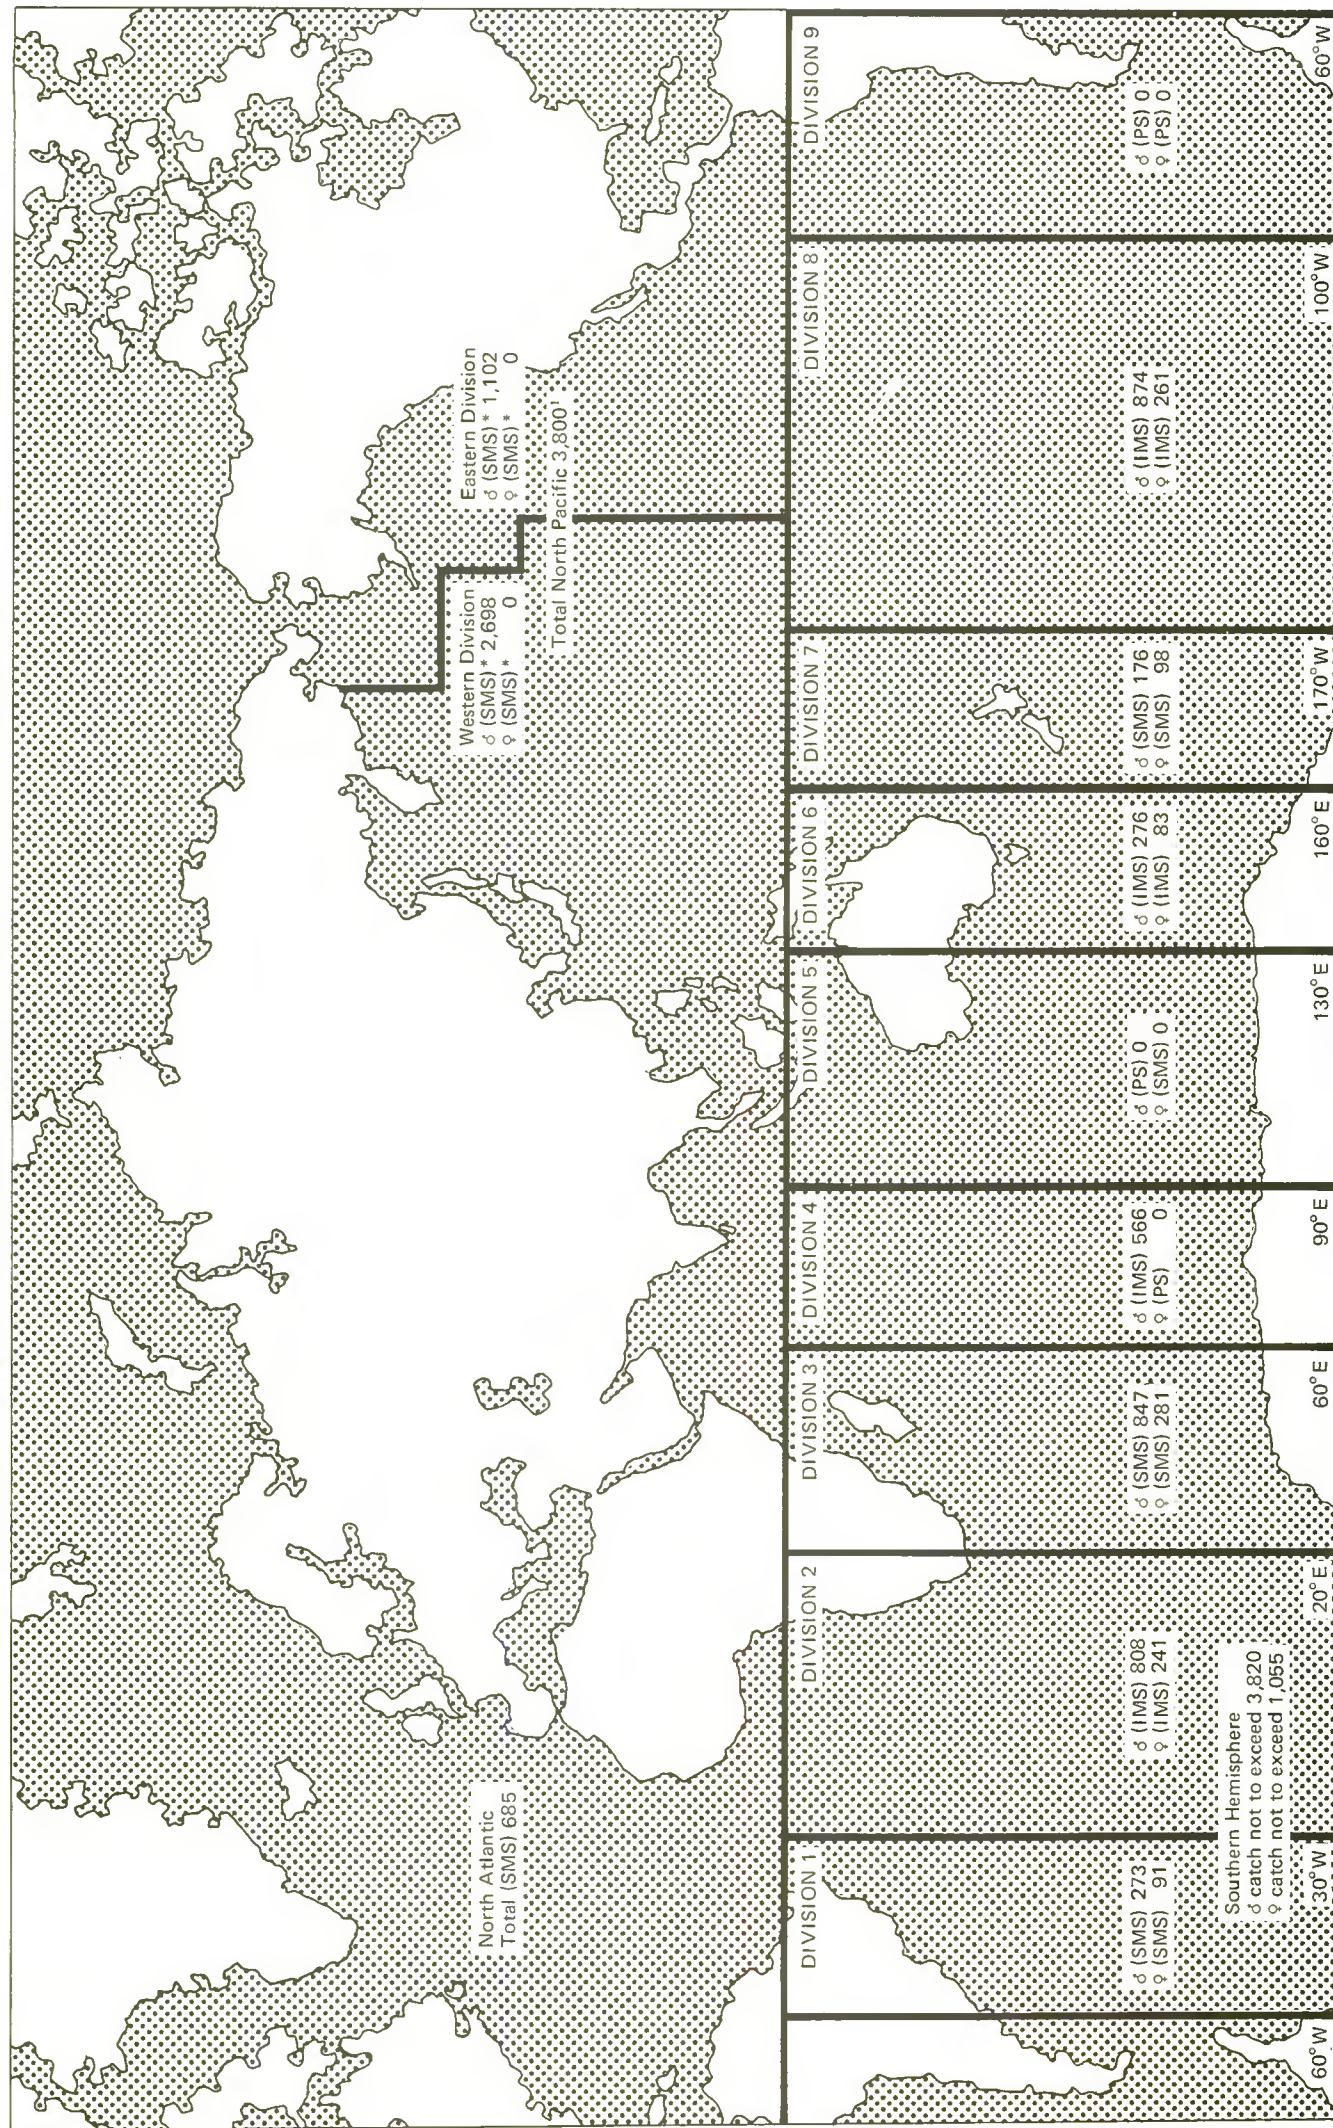 North Atlantic
Total (SMS) 685
Western Division
♂ (SMS)* 2,698
♀ (SMS)* 0
Eastern Division
♂ (SMS)* 1,102
♀ (SMS)* 0
Total North Pacific 3,800¹
DIVISION 1
♂ (SMS) 273
♀ (SMS) 91
DIVISION 2
♂ (IMS) 808
♀ (IMS) 241
DIVISION 3
♂ (SMS) 847
♀ (SMS) 281
DIVISION 4
♂ (IMS) 566
♀ (PS) 0
DIVISION 5
♂ (PS) 0
♀ (SMS) 0
DIVISION 6
♂ (IMS) 276
♀ (IMS) 83
DIVISION 7
♂ (SMS) 176
♀ (SMS) 98
DIVISION 8
♂ (IMS) 874
♀ (IMS) 261
DIVISION 9
♂ (PS) 0
♀ (PS) 0
Southern Hemisphere
♂ catch not to exceed 3,820
♀ catch not to exceed 1,055
60°W 30°W 20°E 60°E 90°E 130°E 160°E 170°W 100°W 60°W